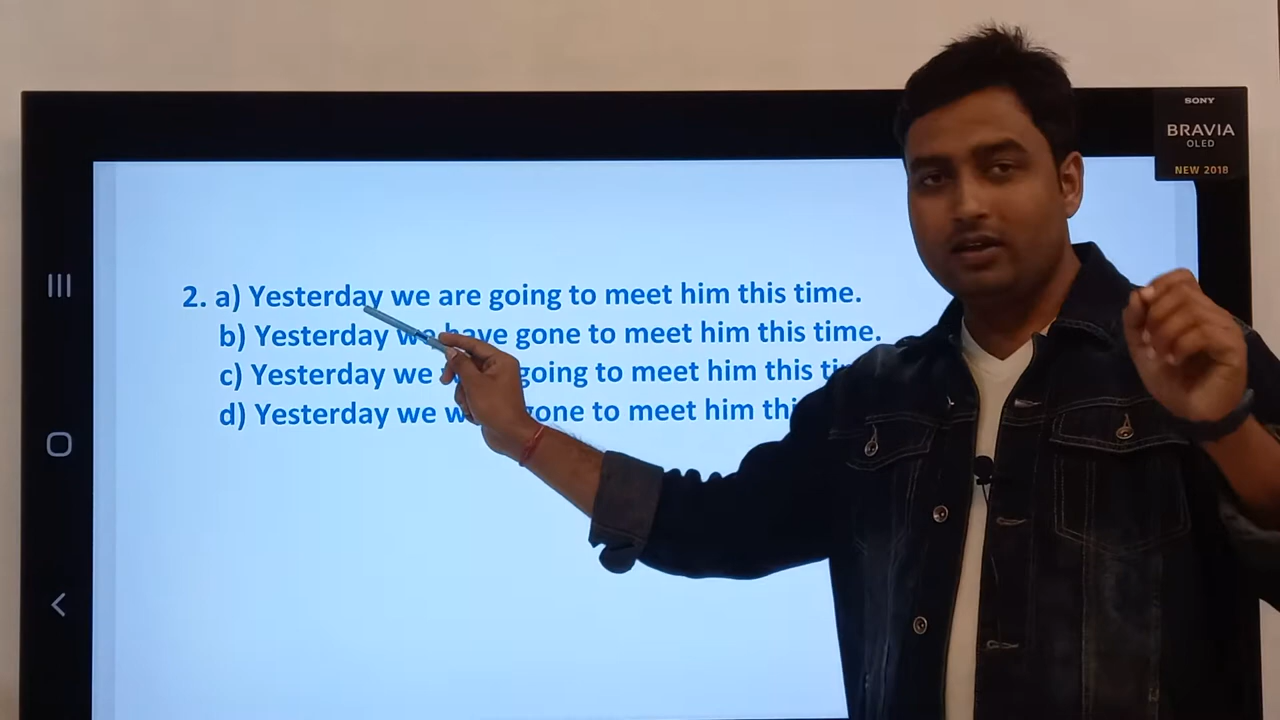 SONY
BRAVIA
OLED
NEW 2018
2. a) Yesterday we are going to meet him this time.
b) Yesterday we have gone to meet him this time.
c) Yesterday we going to meet him this
d) Yesterday we gone to meet him